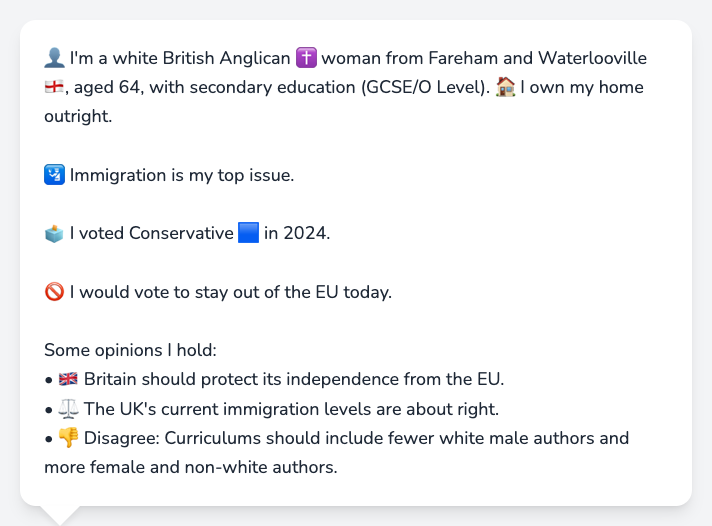 👤 I'm a white British Anglican ✝️ woman from Fareham and Waterlooville
🏴󠁧󠁢󠁥󠁮󠁧󠁿, aged 64, with secondary education (GCSE/O Level). 🏠 I own my home
outright.
🛂 Immigration is my top issue.
🗳️ I voted Conservative 🟦 in 2024.
🚫 I would vote to stay out of the EU today.
Some opinions I hold:
• 🇬🇧 Britain should protect its independence from the EU.
• ⚖️ The UK's current immigration levels are about right.
• 👎 Disagree: Curriculums should include fewer white male authors and
more female and non-white authors.